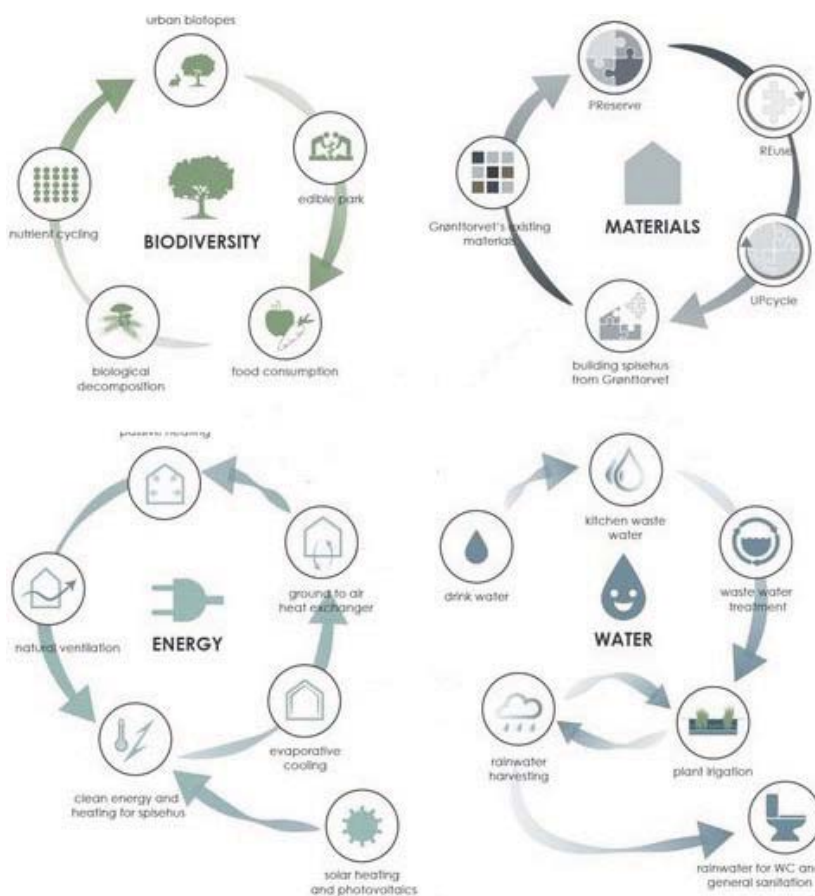 urban biotopes
edible park
nutrient cycling
BIODIVERSITY
biological
decomposition
food consumption
PReserve
REuse
Grønttorvet's existing
materials
MATERIALS
UPcycle
building spisehus
from Grønttorvet
passive heating
ground to air
heat exchanger
natural ventilation
ENERGY
evaporative
cooling
clean energy and
heating for spisehus
solar heating
and photovoltaics
kitchen waste
water
drink water
waste water
treatment
WATER
rainwater
harvesting
plant irigation
rainwater for WC and
general sanitation